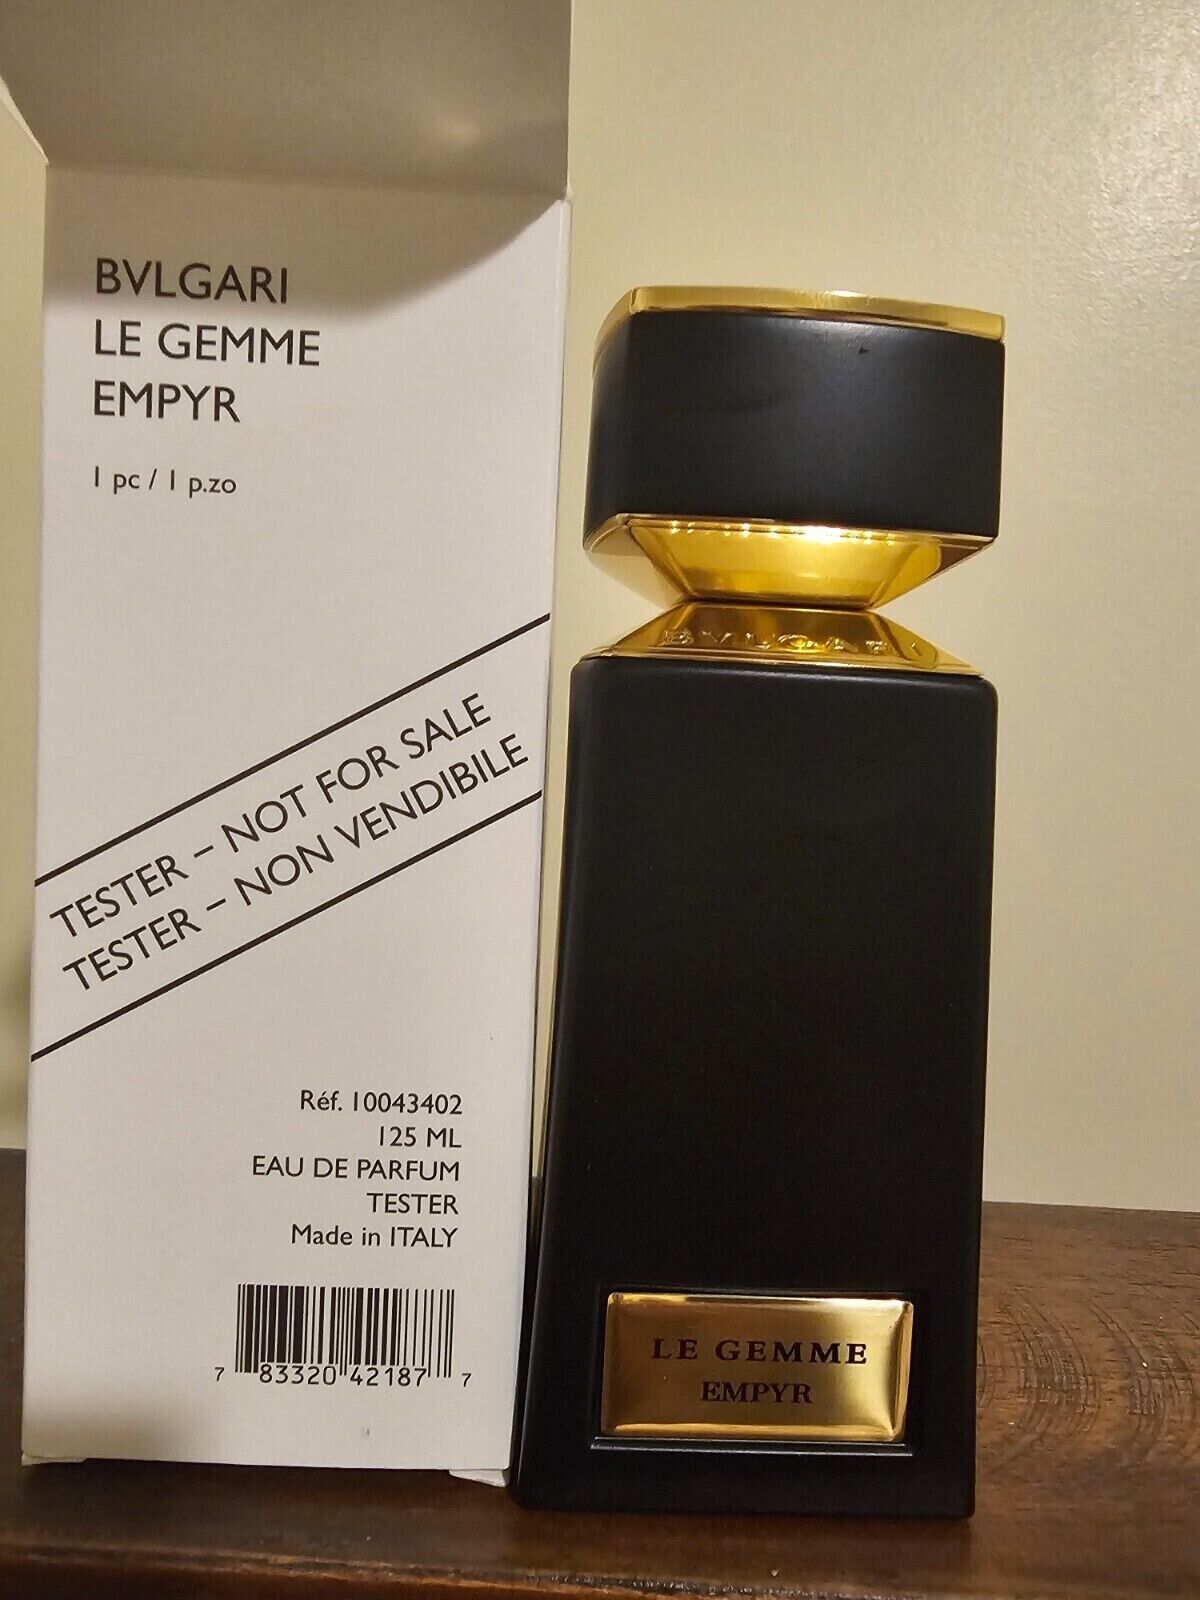 BVLGARI
LE GEMME
EMPYR
1 pc / 1 p.zo
TESTER – NOT FOR SALE
TESTER – NON VENDIBILE
Réf. 10043402
125 ML
EAU DE PARFUM
TESTER
Made in ITALY
7 83320 42187 7
BVLGARI
LE GEMME
EMPYR